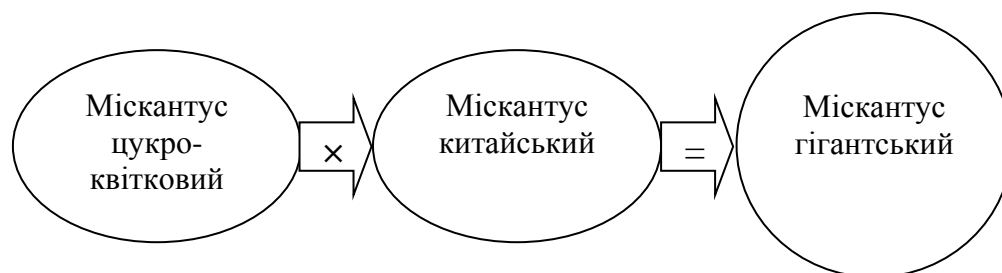 Міскантус
цукро-
квітковий
×
Міскантус
китайський
=
Міскантус
гігантський